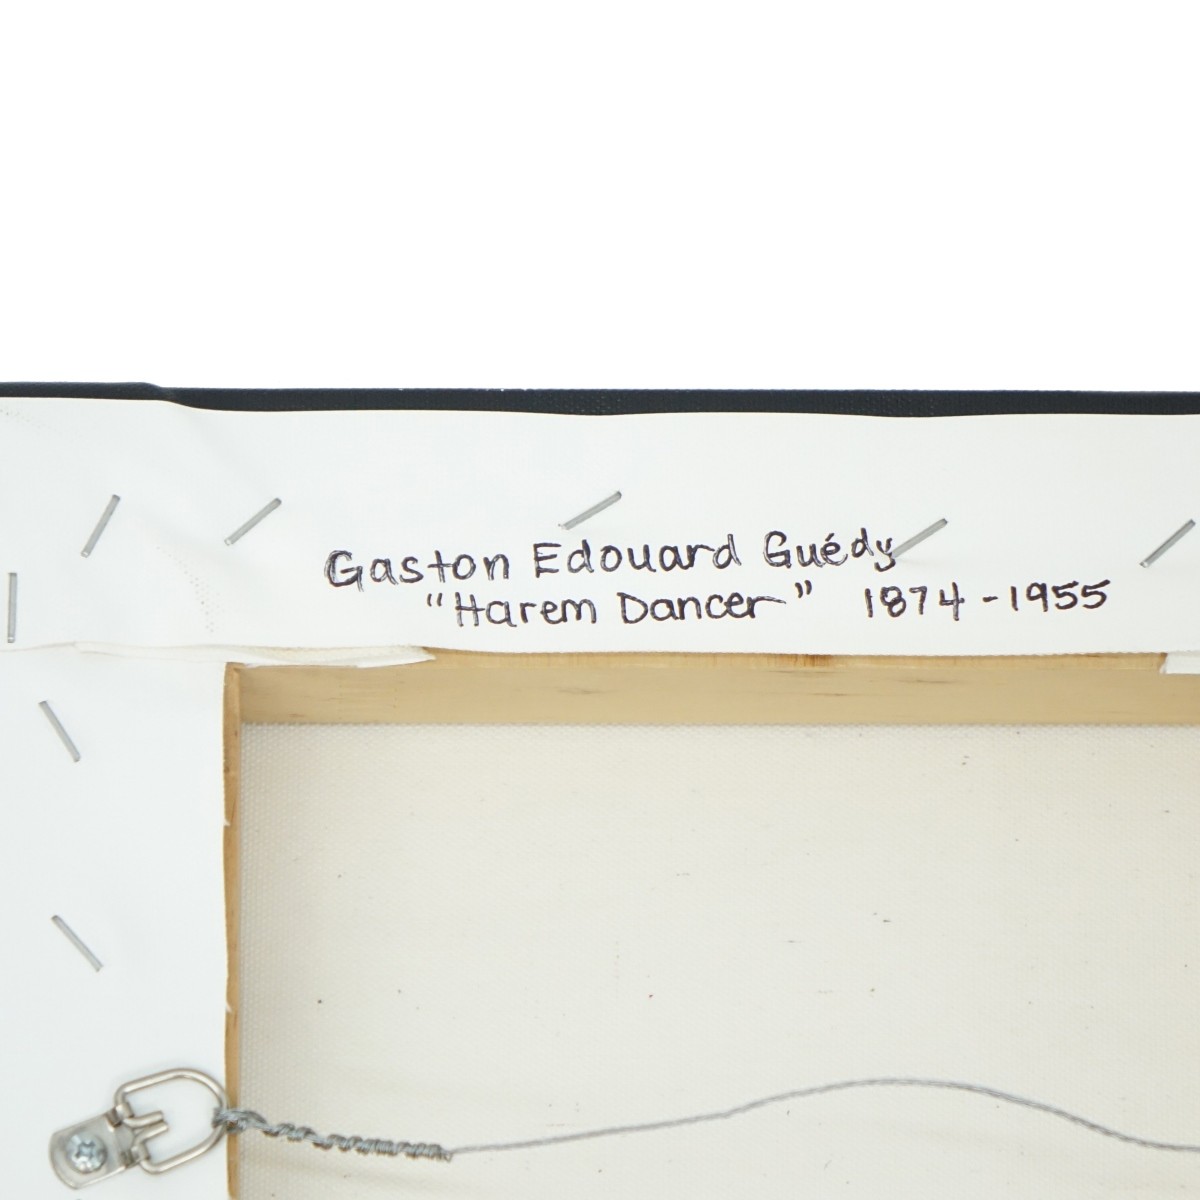 Gaston Edouard Guédy
"Harem Dancer" 1874-1955